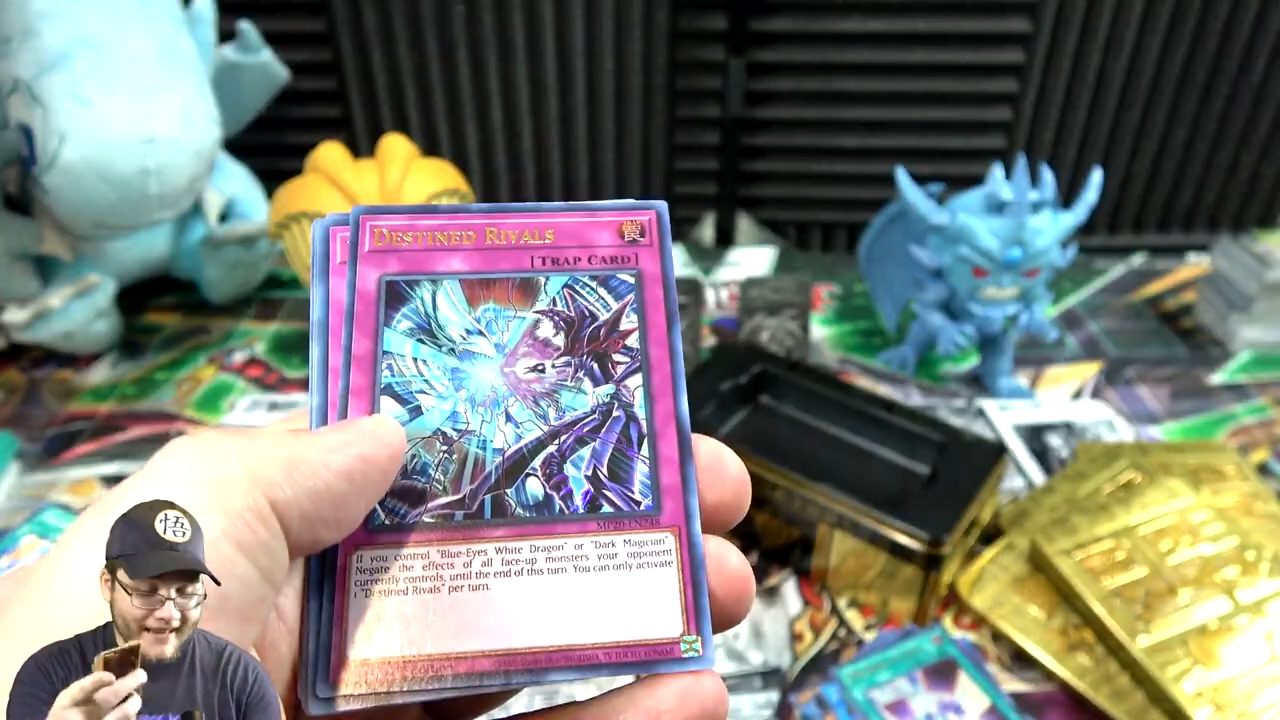 DESTINED RIVALS
[TRAP CARD]
MP20-EN248
If you control "Blue-Eyes White Dragon" or "Dark Magician"
Negate the effects of all face-up monsters your opponent
currently controls, until the end of this turn. You can only activate
1 "Destined Rivals" per turn.
悟